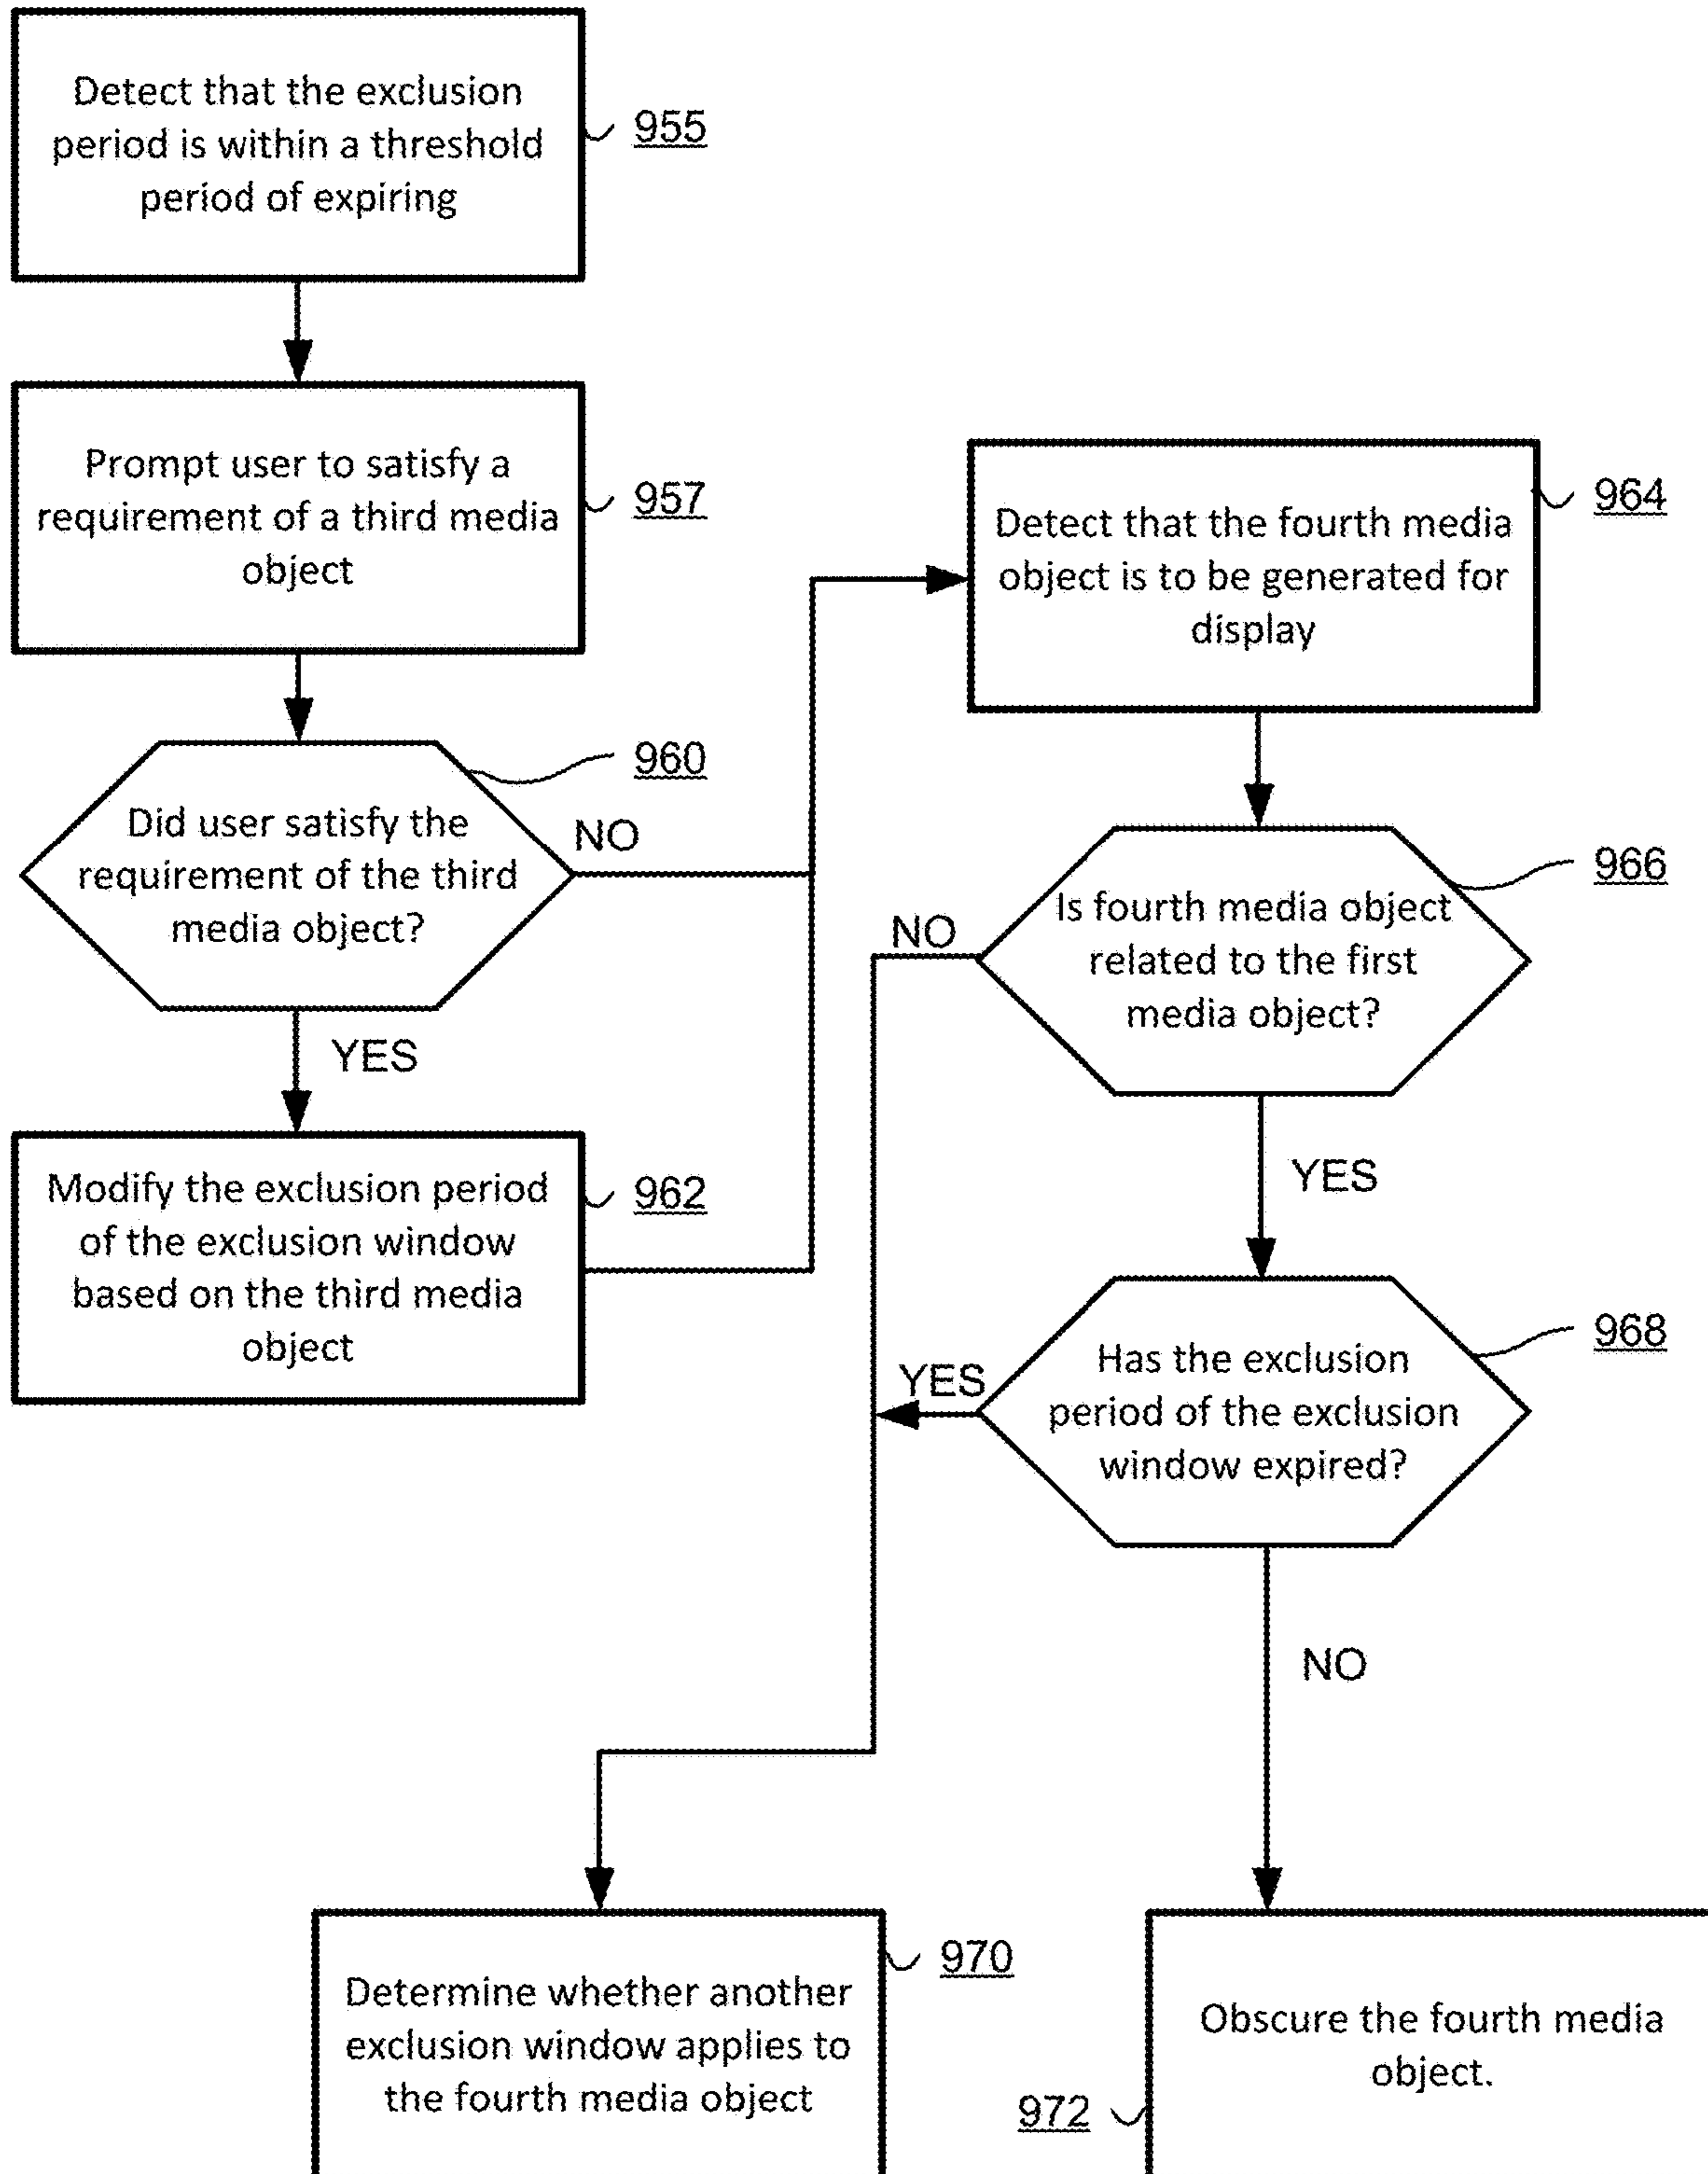 Detect that the exclusion
period is within a threshold
period of expiring
955
Prompt user to satisfy a
requirement of a third media
object
957
Did user satisfy the
requirement of the third
media object?
960
NO
YES
Modify the exclusion period
of the exclusion window
based on the third media
object
962
Detect that the fourth media
object is to be generated for
display
964
Is fourth media object
related to the first
media object?
966
NO
YES
Has the exclusion
period of the exclusion
window expired?
968
YES
NO
Determine whether another
exclusion window applies to
the fourth media object
970
Obscure the fourth media
object.
972